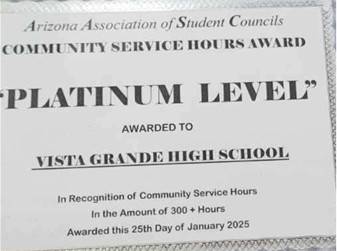 Arizona Association of Student Councils
COMMUNITY SERVICE HOURS AWARD
"PLATINUM LEVEL"
AWARDED TO
VISTA GRANDE HIGH SCHOOL
In Recognition of Community Service Hours
In the Amount of 300 + Hours
Awarded this 25th Day of January 2025